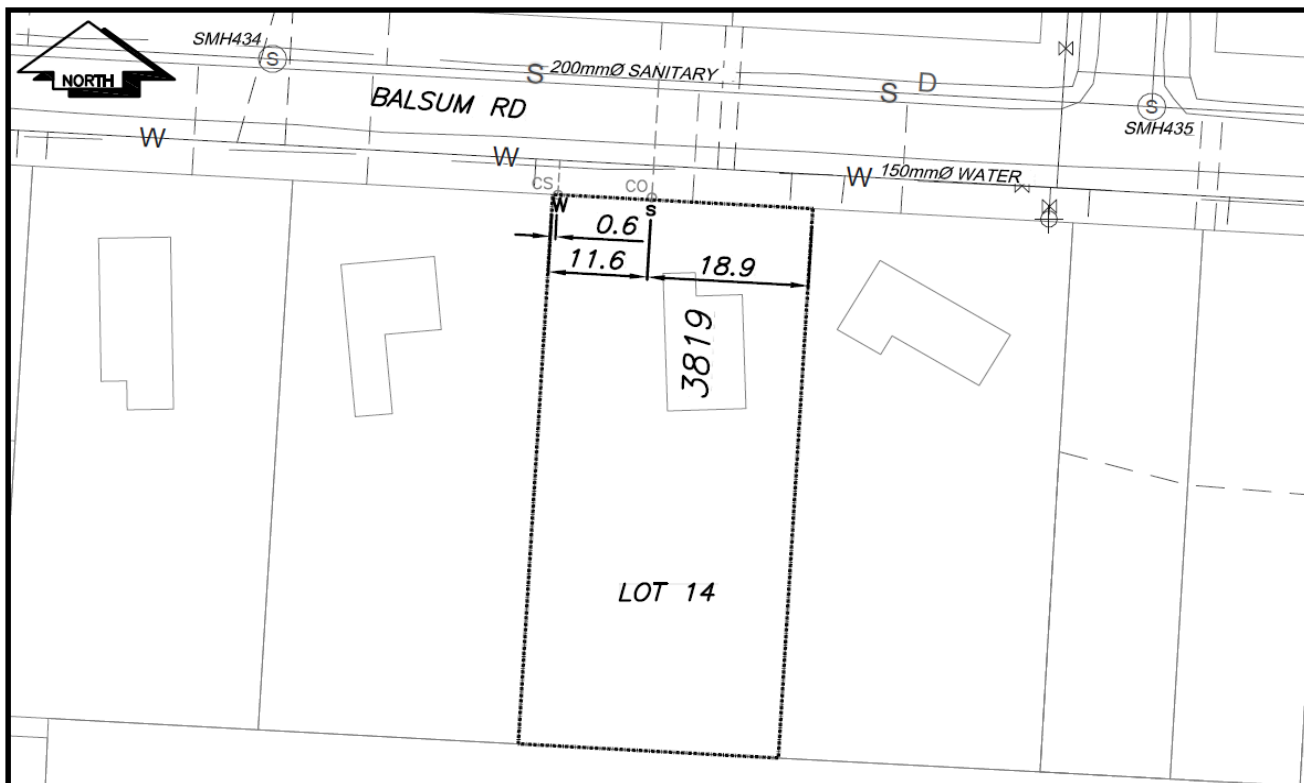 SMH434
S
NORTH
S 200mmØ SANITARY
S D
S
SMH435
BALSUM RD
W
W
W 150mmØ WATER
CS
CO
W
S
0.6
11.6
18.9
3819
LOT 14